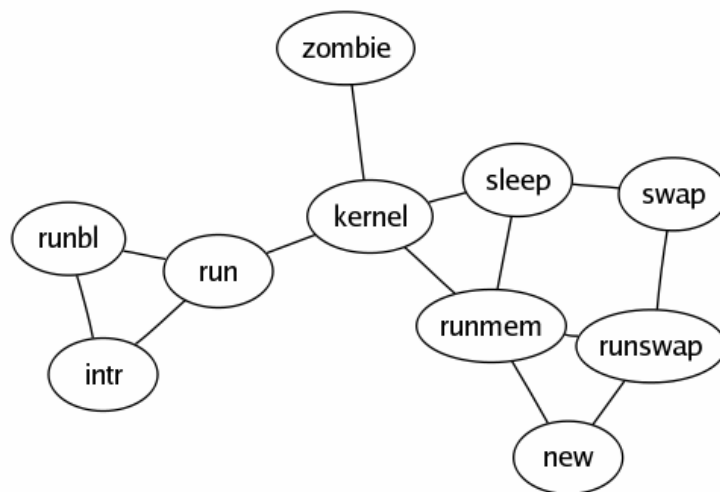 zombie
sleep
swap
kernel
runbl
run
runmem
runswap
intr
new